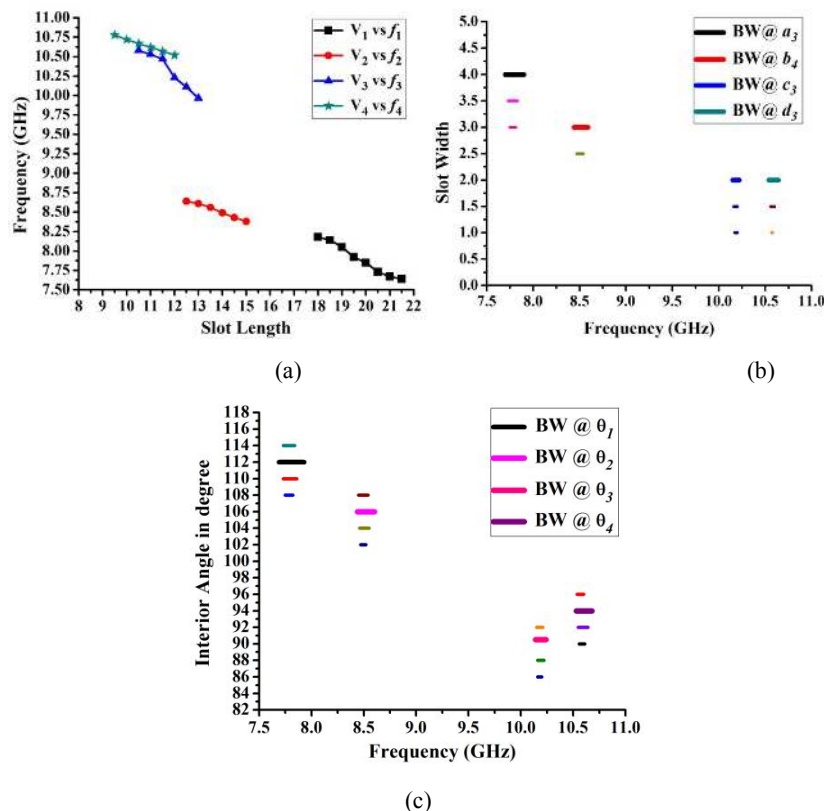 V1 vs f1
V2 vs f2
V3 vs f3
V4 vs f4
Frequency (GHz)
11.00
10.75
10.50
10.25
10.00
9.75
9.50
9.25
9.00
8.75
8.50
8.25
8.00
7.75
7.50
8 9 10 11 12 13 14 15 16 17 18 19 20 21 22
Slot Length
(a)
BW@ a3
BW@ b4
BW@ c3
BW@ d3
Slot Width
5.0
4.5
4.0
3.5
3.0
2.5
2.0
1.5
1.0
0.5
0.0
7.5 8.0 8.5 9.0 9.5 10.0 10.5 11.0
Frequency (GHz)
(b)
BW @ θ1
BW @ θ2
BW @ θ3
BW @ θ4
Interior Angle in degree
118
116
114
112
110
108
106
104
102
100
98
96
94
92
90
88
86
84
82
7.5 8.0 8.5 9.0 9.5 10.0 10.5 11.0
Frequency (GHz)
(c)